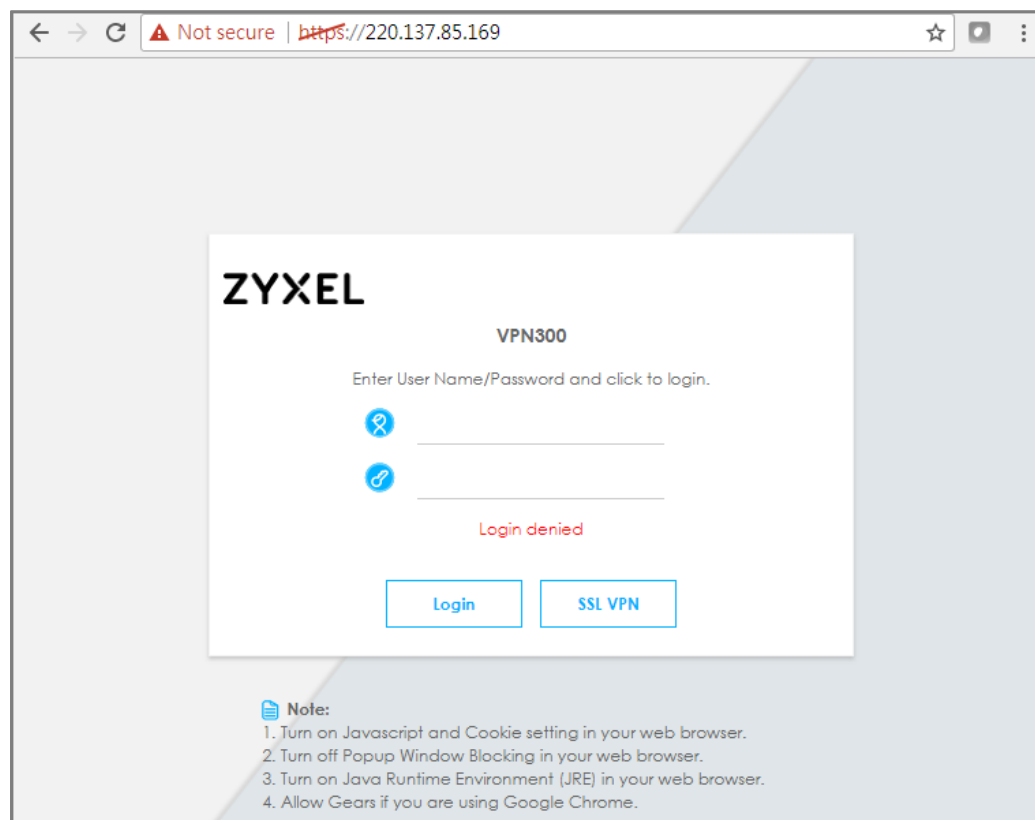 Not secure | https://220.137.85.169
ZYXEL
VPN300
Enter User Name/Password and click to login.
Login denied
Login SSL VPN
Note:
1. Turn on Javascript and Cookie setting in your web browser.
2. Turn off Popup Window Blocking in your web browser.
3. Turn on Java Runtime Environment (JRE) in your web browser.
4. Allow Gears if you are using Google Chrome.